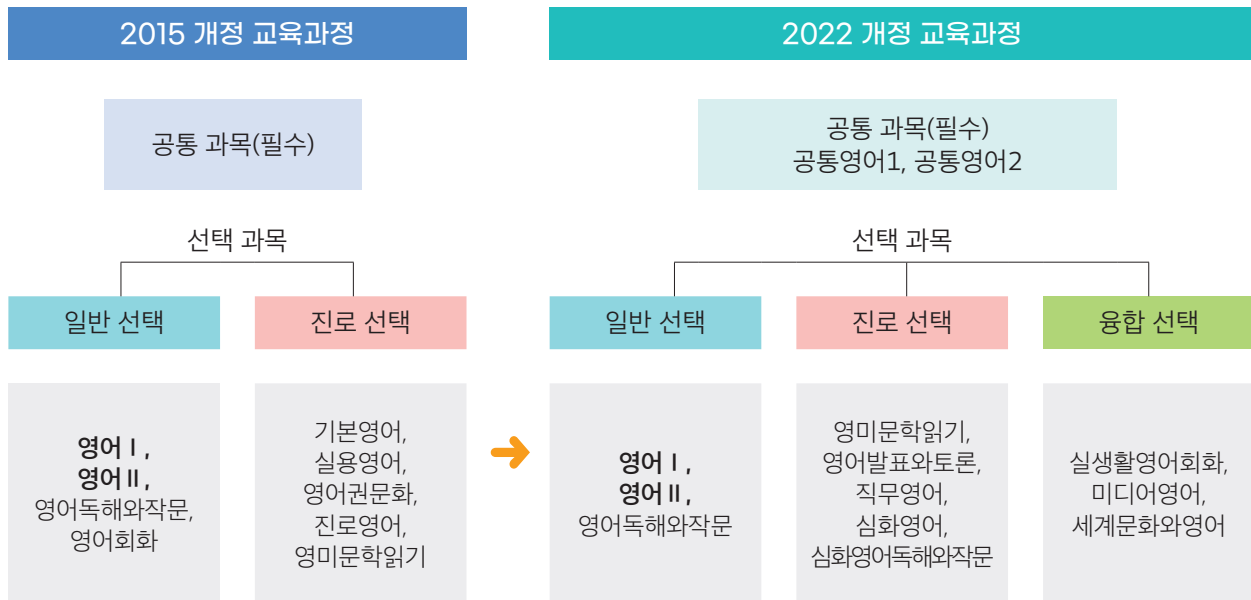 2015 개정 교육과정
공통 과목(필수)
선택 과목
일반 선택
진로 선택
영어 Ⅰ,
영어 Ⅱ,
영어독해와작문,
영어회화
기본영어,
실용영어,
영어권문화,
진로영어,
영미문학읽기
2022 개정 교육과정
공통 과목(필수)
공통영어1, 공통영어2
선택 과목
일반 선택
진로 선택
융합 선택
영어 Ⅰ,
영어 Ⅱ,
영어독해와작문
영미문학읽기,
영어발표와토론,
직무영어,
심화영어,
심화영어독해와작문
실생활영어회화,
미디어영어,
세계문화와영어